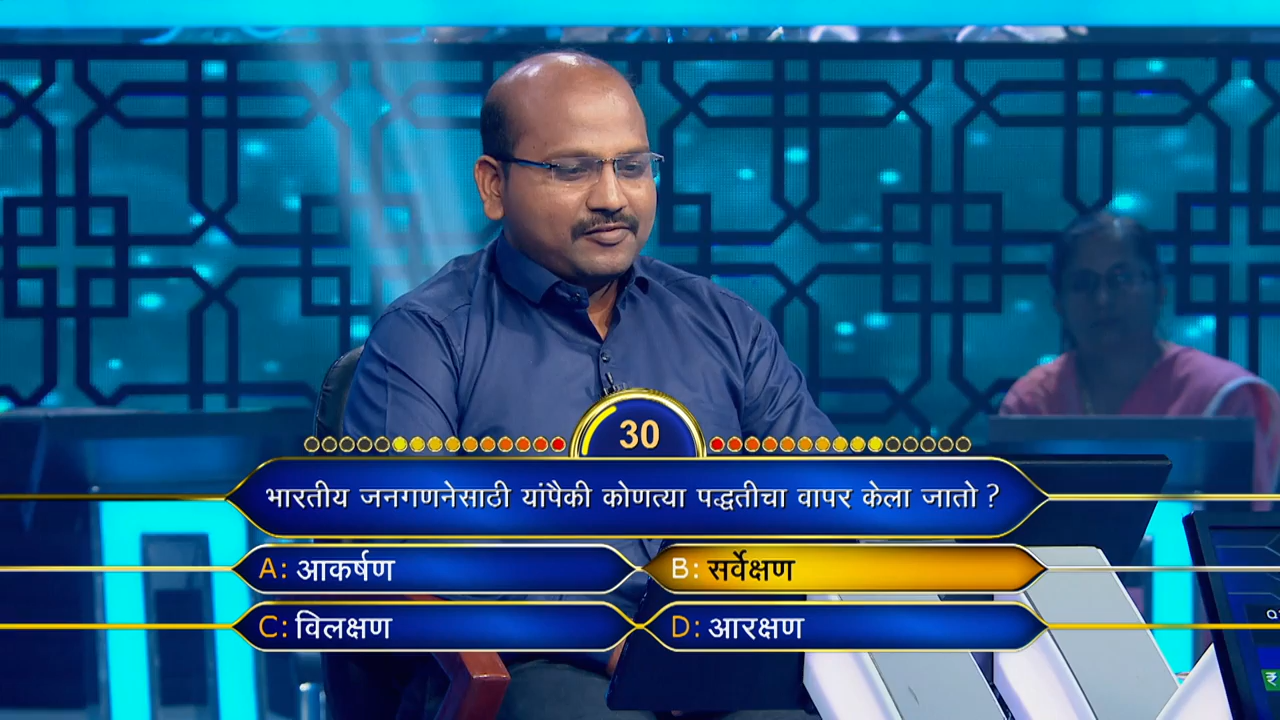 30
भारतीय जनगणनेसाठी यांपैकी कोणत्या पद्धतीचा वापर केला जातो ?
A: आकर्षण
B: सर्वेक्षण
C: विलक्षण
D: आरक्षण
₹